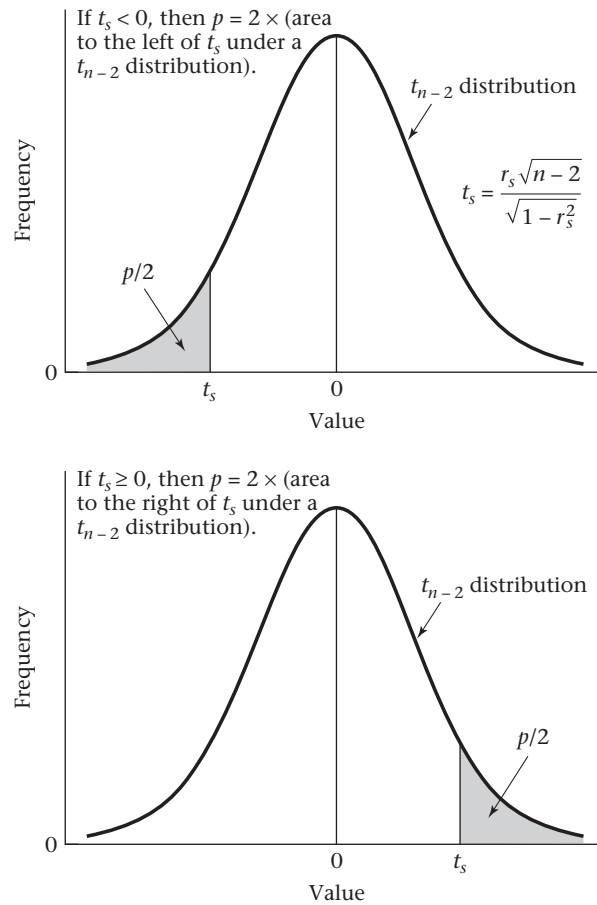 If t_s < 0, then p = 2 × (area
to the left of t_s under a
t_{n – 2} distribution).
t_{n – 2} distribution
t_s = r_s √(n – 2) / √(1 – r_s^2)
Frequency
p/2
0
t_s
0
Value
If t_s ≥ 0, then p = 2 × (area
to the right of t_s under a
t_{n – 2} distribution).
t_{n – 2} distribution
Frequency
p/2
0
0
t_s
Value